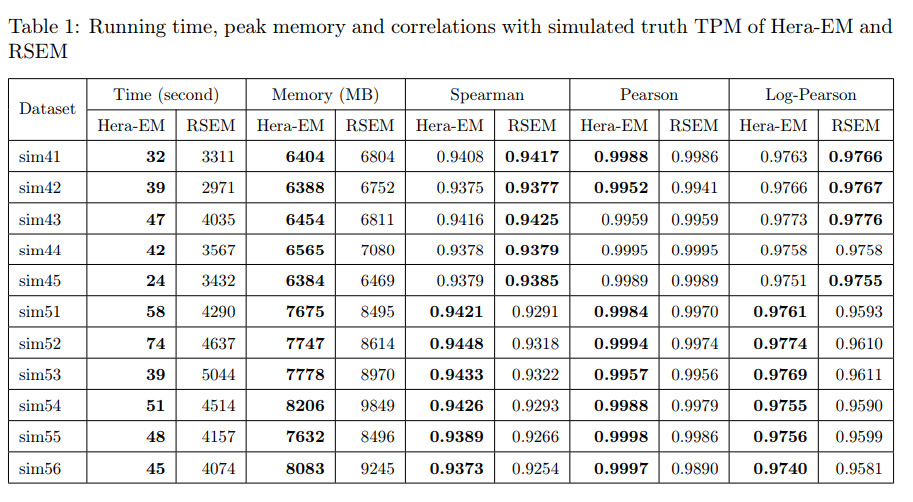 Table 1: Running time, peak memory and correlations with simulated truth TPM of Hera-EM and
RSEM
Dataset Time (second) Memory (MB) Spearman Pearson Log-Pearson
Hera-EM RSEM Hera-EM RSEM Hera-EM RSEM Hera-EM RSEM Hera-EM RSEM
sim41 32 3311 6404 6804 0.9408 0.9417 0.9988 0.9986 0.9763 0.9766
sim42 39 2971 6388 6752 0.9375 0.9377 0.9952 0.9941 0.9766 0.9767
sim43 47 4035 6454 6811 0.9416 0.9425 0.9959 0.9959 0.9773 0.9776
sim44 42 3567 6565 7080 0.9378 0.9379 0.9995 0.9995 0.9758 0.9758
sim45 24 3432 6384 6469 0.9379 0.9385 0.9989 0.9989 0.9751 0.9755
sim51 58 4290 7675 8495 0.9421 0.9291 0.9984 0.9970 0.9761 0.9593
sim52 74 4637 7747 8614 0.9448 0.9318 0.9994 0.9974 0.9774 0.9610
sim53 39 5044 7778 8970 0.9433 0.9322 0.9957 0.9956 0.9769 0.9611
sim54 51 4514 8206 9849 0.9426 0.9293 0.9988 0.9979 0.9755 0.9590
sim55 48 4157 7632 8496 0.9389 0.9266 0.9998 0.9986 0.9756 0.9599
sim56 45 4074 8083 9245 0.9373 0.9254 0.9997 0.9890 0.9740 0.9581